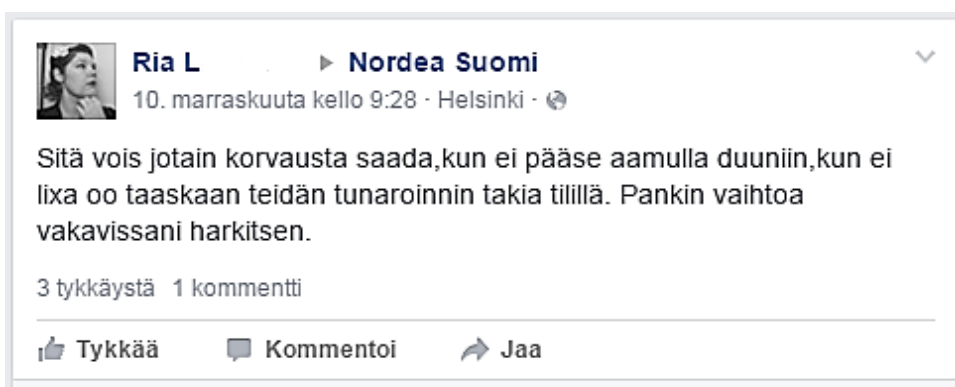 Ria L ▸ Nordea Suomi
10. marraskuuta kello 9:28 · Helsinki ·
Sitä vois jotain korvausta saada,kun ei pääse aamulla duuniin,kun ei
lixa oo taaskaan teidän tunaroinnin takia tilillä. Pankin vaihtoa
vakavissani harkitsen.
3 tykkäystä 1 kommentti
Tykkää Kommentoi Jaa